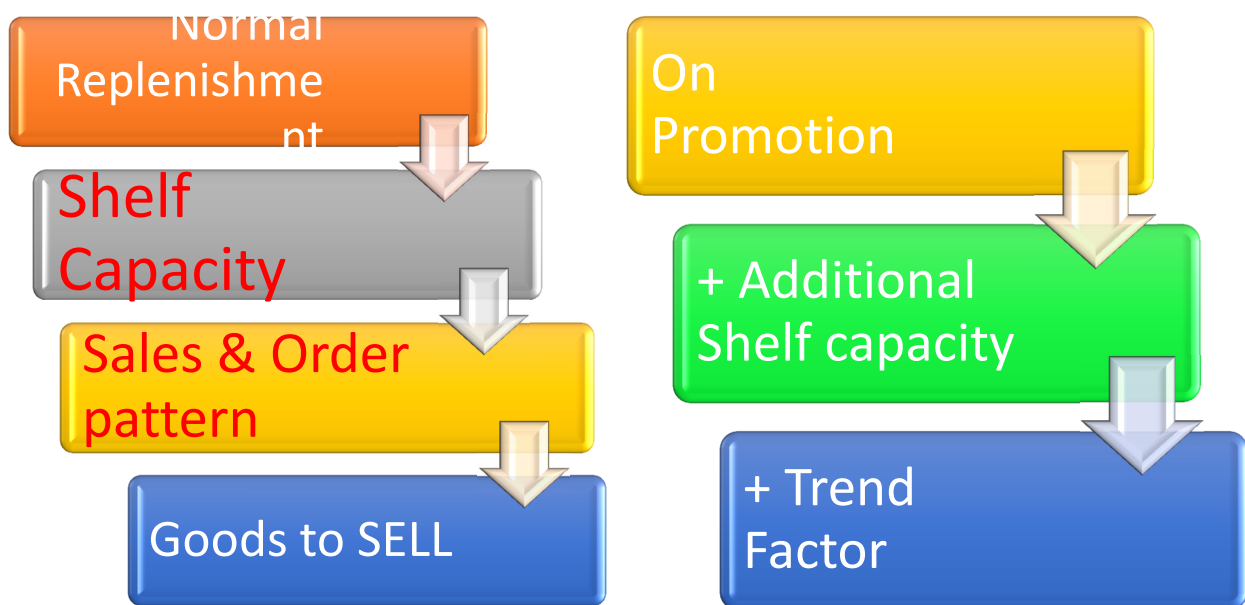 Normal
Replenishme
nt
Shelf
Capacity
Sales & Order
pattern
Goods to SELL
On
Promotion
+ Additional
Shelf capacity
+ Trend
Factor